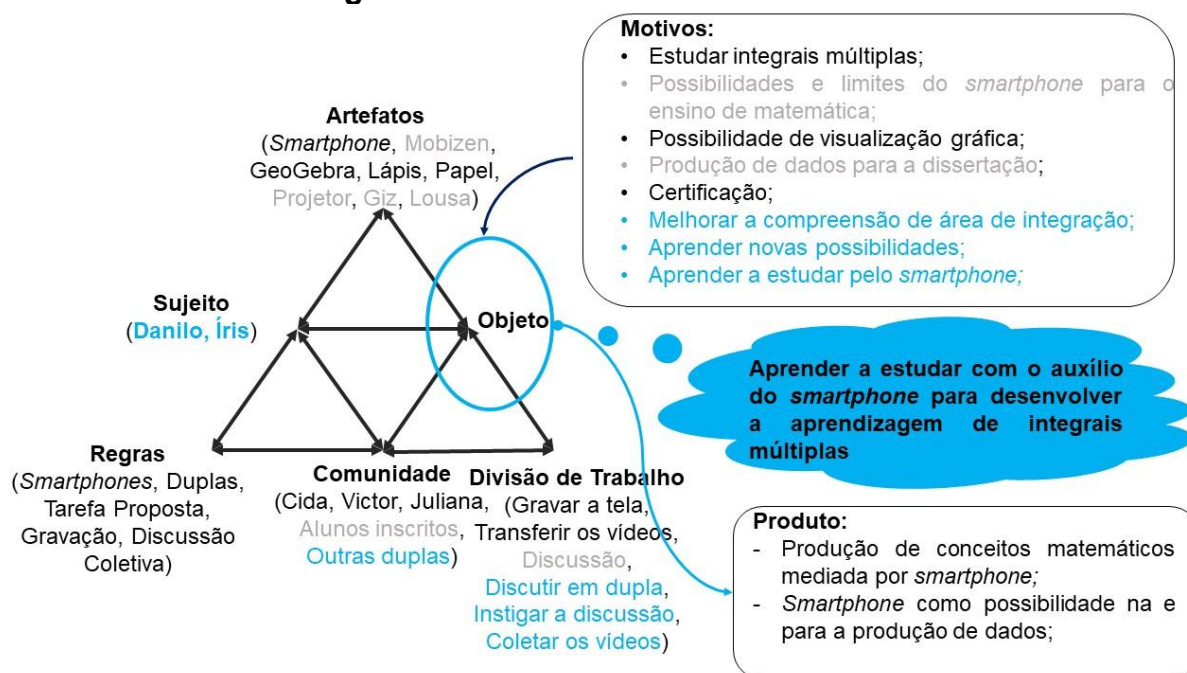 Motivos:
• Estudar integrais múltiplas;
• Possibilidades e limites do smartphone para o
ensino de matemática;
• Possibilidade de visualização gráfica;
• Produção de dados para a dissertação;
• Certificação;
• Melhorar a compreensão de área de integração;
• Aprender novas possibilidades;
• Aprender a estudar pelo smartphone;
Artefatos
(Smartphone, Mobizen,
GeoGebra, Lápis, Papel,
Projetor, Giz, Lousa)
Sujeito
(Danilo, Íris)
Objeto
Aprender a estudar com o auxílio
do smartphone para desenvolver
a aprendizagem de integrais
múltiplas
Regras
(Smartphones, Duplas,
Tarefa Proposta,
Gravação, Discussão
Coletiva)
Comunidade
(Cida, Victor, Juliana,
Alunos inscritos,
Outras duplas)
Divisão de Trabalho
(Gravar a tela,
Transferir os vídeos,
Discussão,
Discutir em dupla,
Instigar a discussão,
Coletar os vídeos)
Produto:
- Produção de conceitos matemáticos
mediada por smartphone;
- Smartphone como possibilidade na e
para a produção de dados;